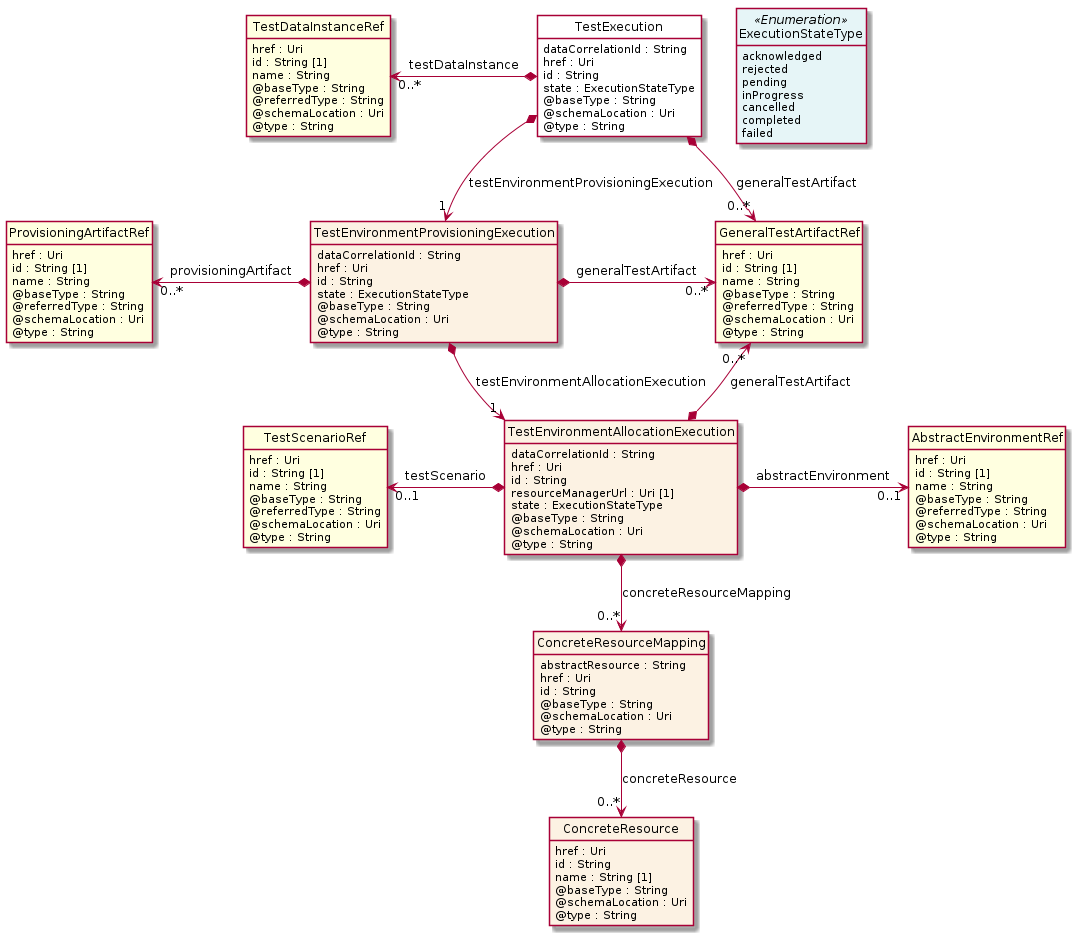 TestDataInstanceRef
href : Uri
id : String [1]
name : String
@baseType : String
@referredType : String
@schemaLocation : Uri
@type : String
testDataInstance
0..*
TestExecution
dataCorrelationId : String
href : Uri
id : String
state : ExecutionStateType
@baseType : String
@schemaLocation : Uri
@type : String
«Enumeration»
ExecutionStateType
acknowledged
rejected
pending
inProgress
cancelled
completed
failed
testEnvironmentProvisioningExecution
1
generalTestArtifact
0..*
ProvisioningArtifactRef
href : Uri
id : String [1]
name : String
@baseType : String
@referredType : String
@schemaLocation : Uri
@type : String
provisioningArtifact
0..*
TestEnvironmentProvisioningExecution
dataCorrelationId : String
href : Uri
id : String
state : ExecutionStateType
@baseType : String
@schemaLocation : Uri
@type : String
generalTestArtifact
0..*
GeneralTestArtifactRef
href : Uri
id : String [1]
name : String
@baseType : String
@referredType : String
@schemaLocation : Uri
@type : String
testEnvironmentAllocationExecution
1
0..*
generalTestArtifact
TestScenarioRef
href : Uri
id : String [1]
name : String
@baseType : String
@referredType : String
@schemaLocation : Uri
@type : String
testScenario
0..1
TestEnvironmentAllocationExecution
dataCorrelationId : String
href : Uri
id : String
resourceManagerUrl : Uri [1]
state : ExecutionStateType
@baseType : String
@schemaLocation : Uri
@type : String
abstractEnvironment
0..1
AbstractEnvironmentRef
href : Uri
id : String [1]
name : String
@baseType : String
@referredType : String
@schemaLocation : Uri
@type : String
concreteResourceMapping
0..*
ConcreteResourceMapping
abstractResource : String
href : Uri
id : String
@baseType : String
@schemaLocation : Uri
@type : String
concreteResource
0..*
ConcreteResource
href : Uri
id : String
name : String [1]
@baseType : String
@schemaLocation : Uri
@type : String